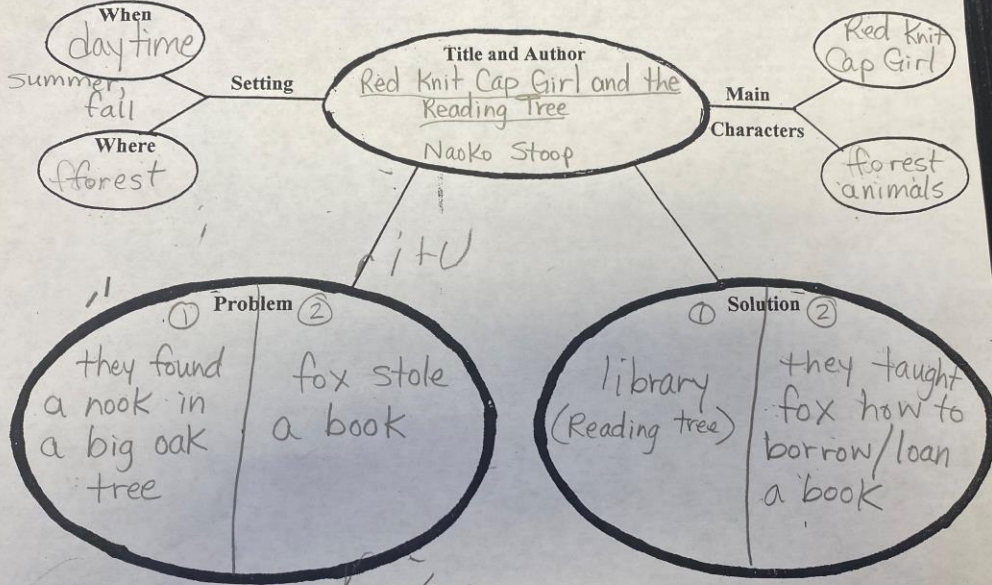 When
daytime
summer,
fall
Setting
Where
fforest
Title and Author
Red Knit Cap Girl and the
Reading Tree
Naoko Stoop
Main
Characters
Red Knit
Cap Girl
fforest
animals
Problem
① ②
they found
a nook in
a big oak
tree
fox stole
a book
Solution
① ②
library
(Reading tree)
they taught
fox how to
borrow/loan
a book